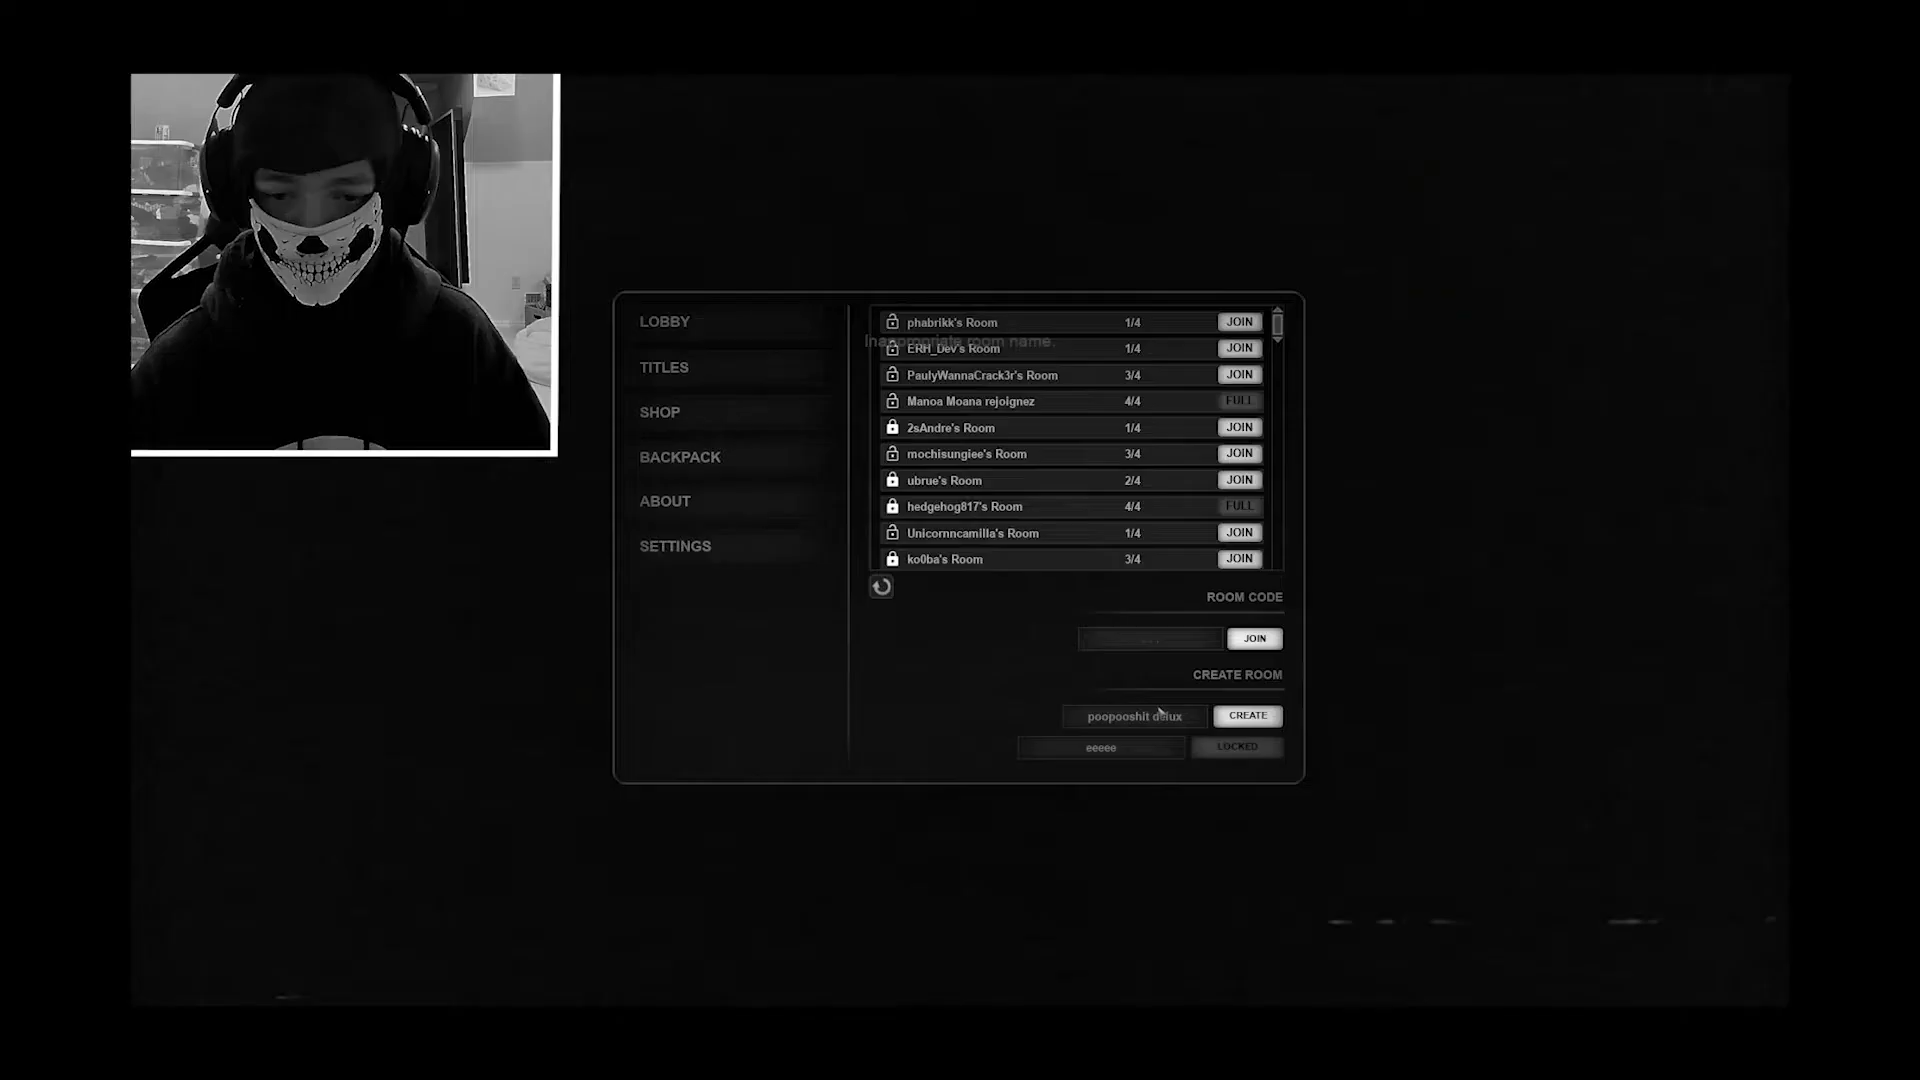 LOBBY
TITLES
SHOP
BACKPACK
ABOUT
SETTINGS
phabrikk's Room 1/4 JOIN
Inappropriate room name.
ERH_Dev's Room 1/4 JOIN
PaulyWannaCrack3r's Room 3/4 JOIN
Manoa Moana rejoignez 4/4 FULL
2sAndre's Room 1/4 JOIN
mochisungiee's Room 3/4 JOIN
ubrue's Room 2/4 JOIN
hedgehog817's Room 4/4 FULL
Unicornncamilla's Room 1/4 JOIN
ko0ba's Room 3/4 JOIN
ROOM CODE
... JOIN
CREATE ROOM
poopooshit delux CREATE
eeeee LOCKED